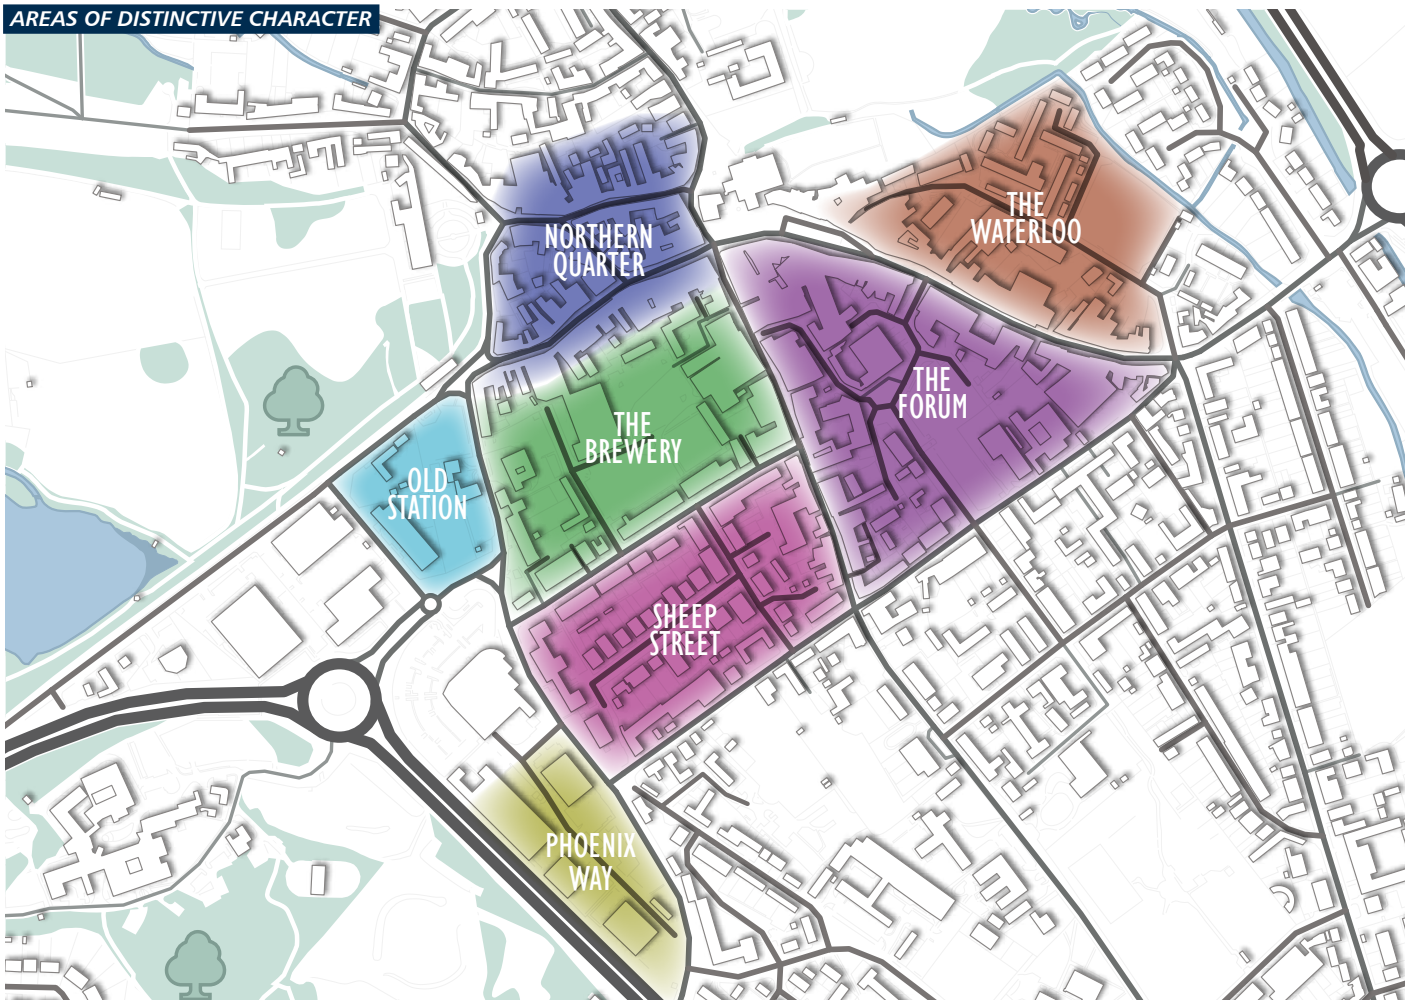 AREAS OF DISTINCTIVE CHARACTER
THE
WATERLOO
NORTHERN
QUARTER
THE
FORUM
THE
BREWERY
OLD
STATION
SHEEP
STREET
PHOENIX
WAY